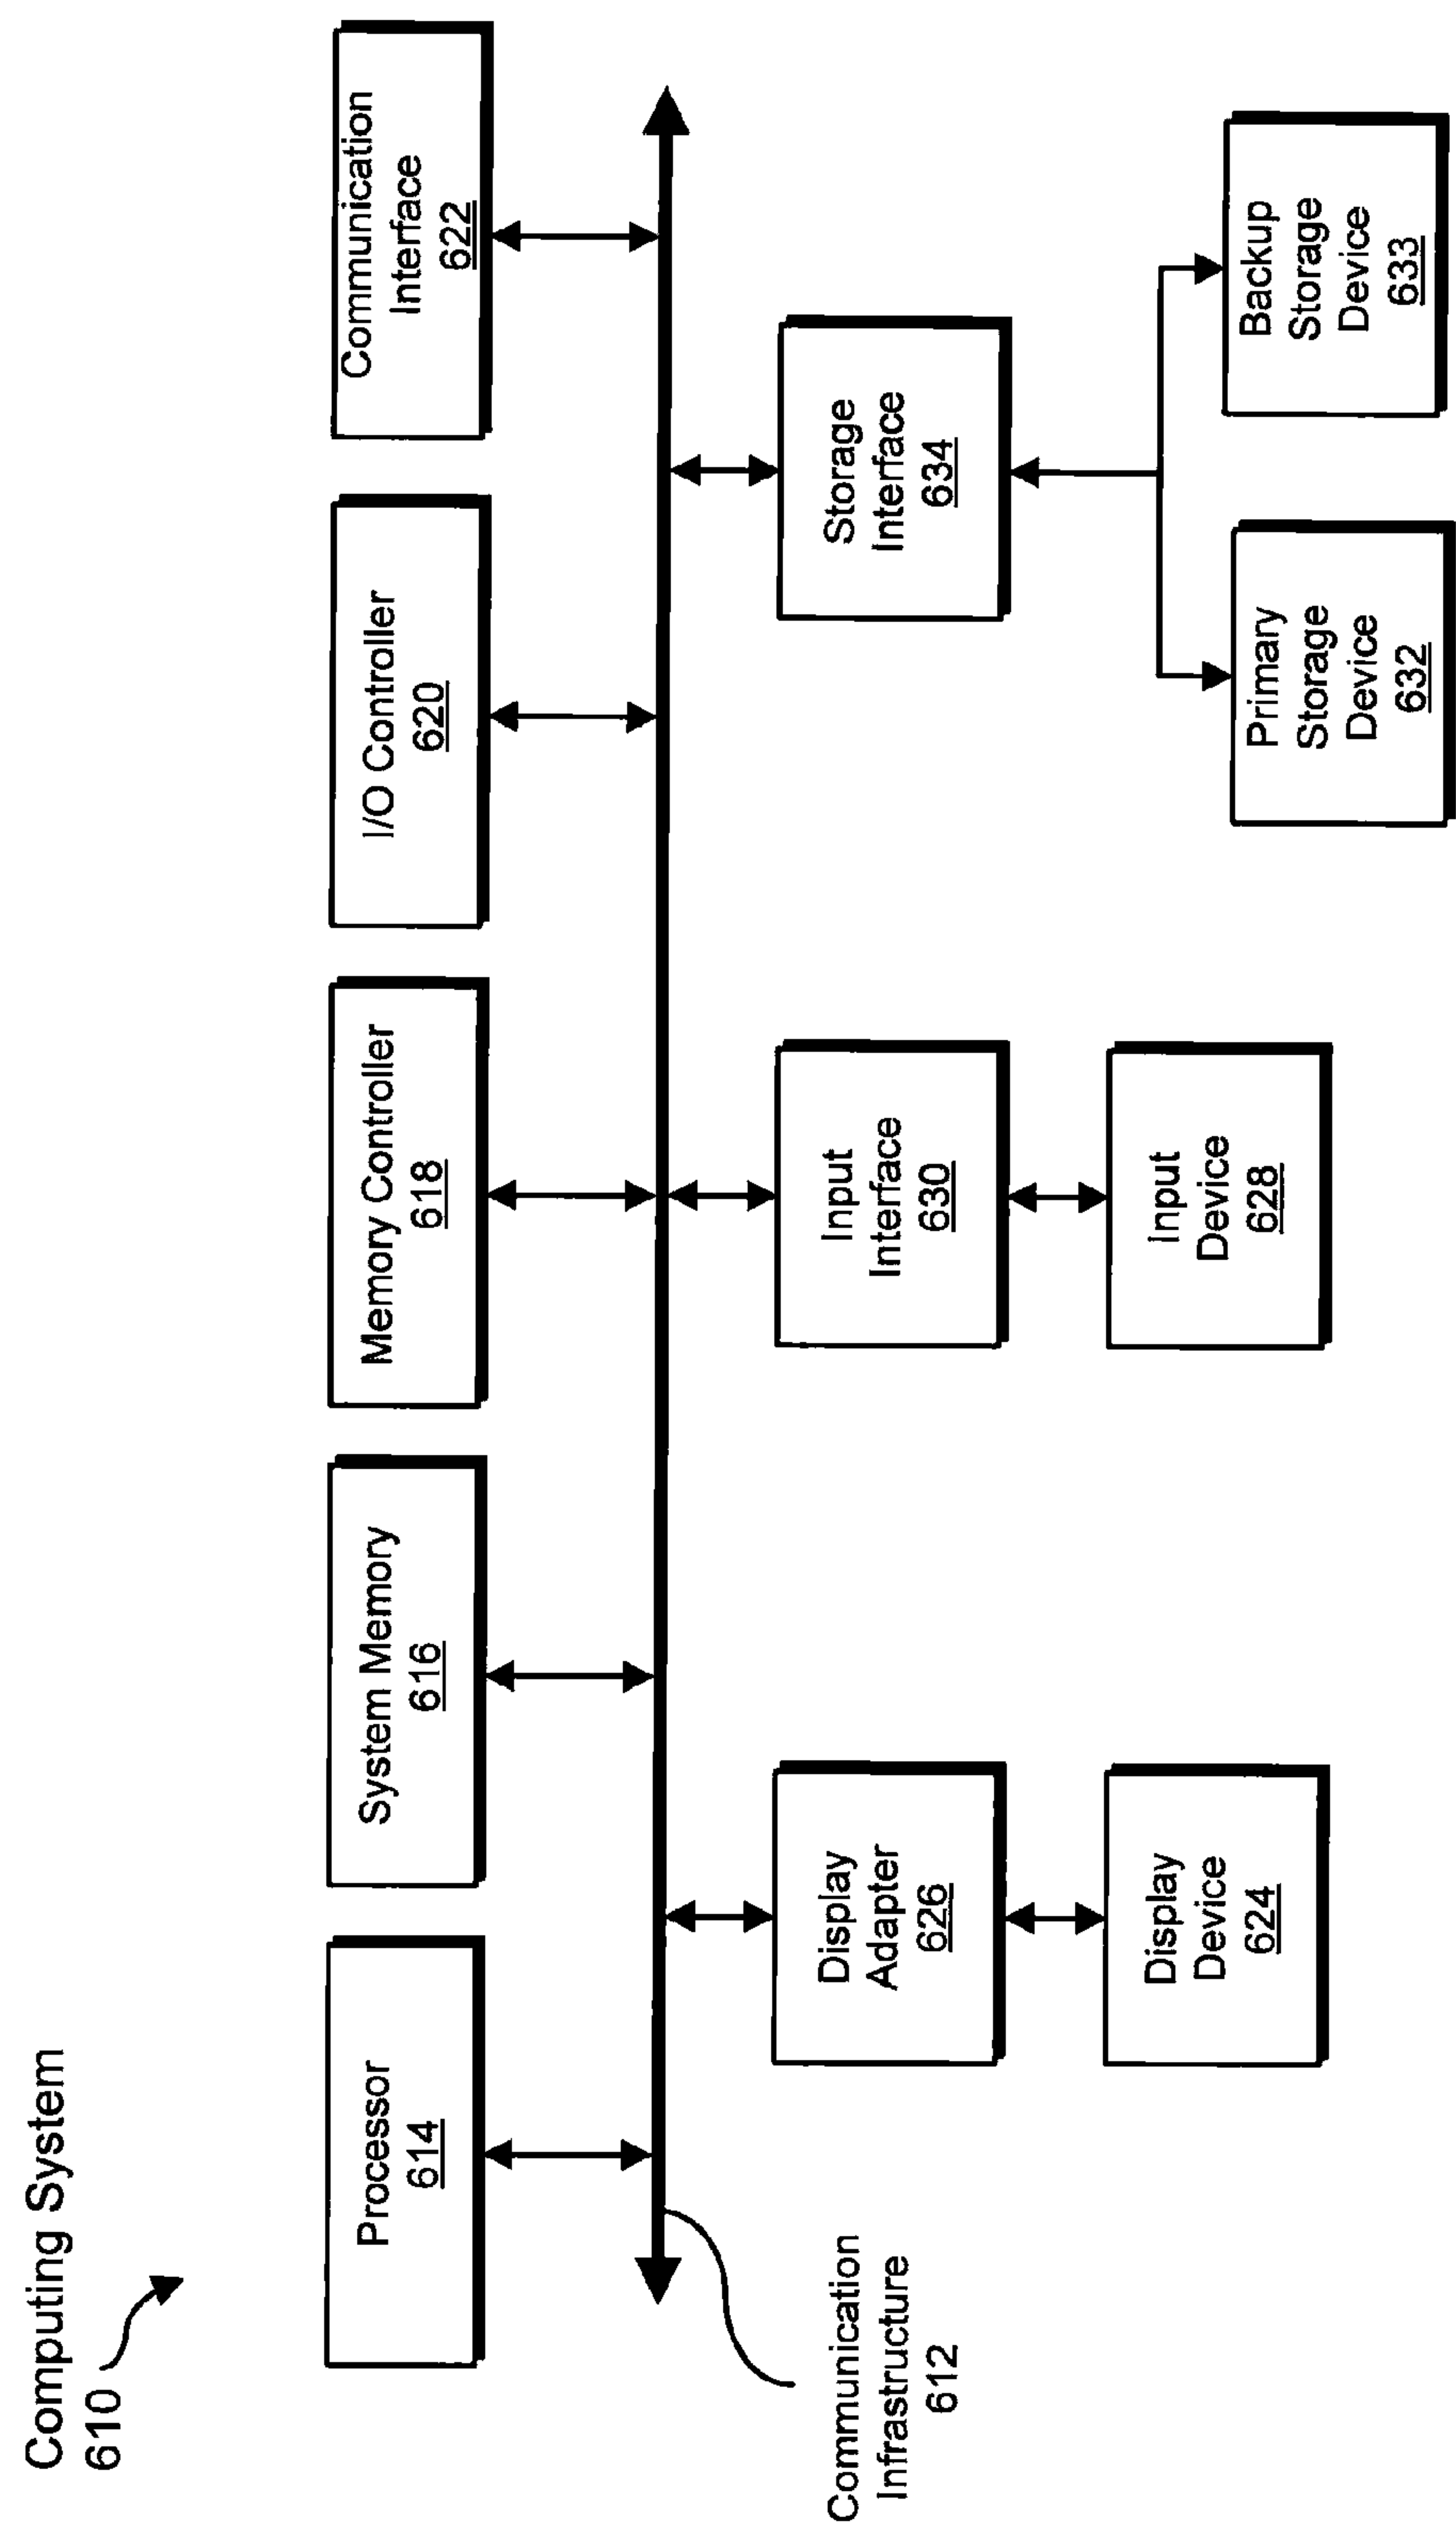 Computing System
610
Processor
614
System Memory
616
Memory Controller
618
I/O Controller
620
Communication
Interface
622
Communication
Infrastructure
612
Display
Adapter
626
Input
Interface
630
Storage
Interface
634
Display
Device
624
Input
Device
628
Primary
Storage
Device
632
Backup
Storage
Device
633